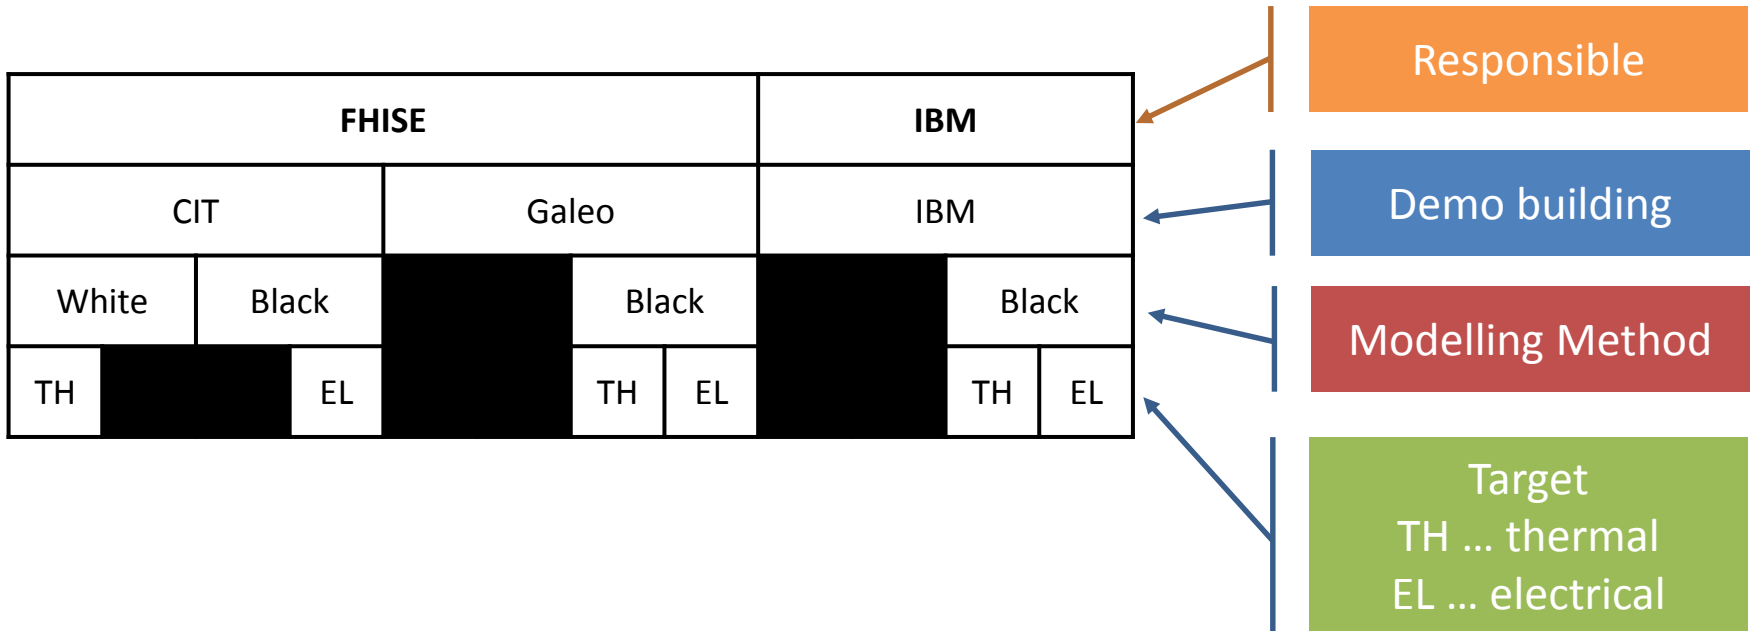 FHISE
IBM
CIT
Galeo
IBM
White
Black
Black
Black
TH
EL
TH
EL
TH
EL
Responsible
Demo building
Modelling Method
Target
TH ... thermal
EL ... electrical